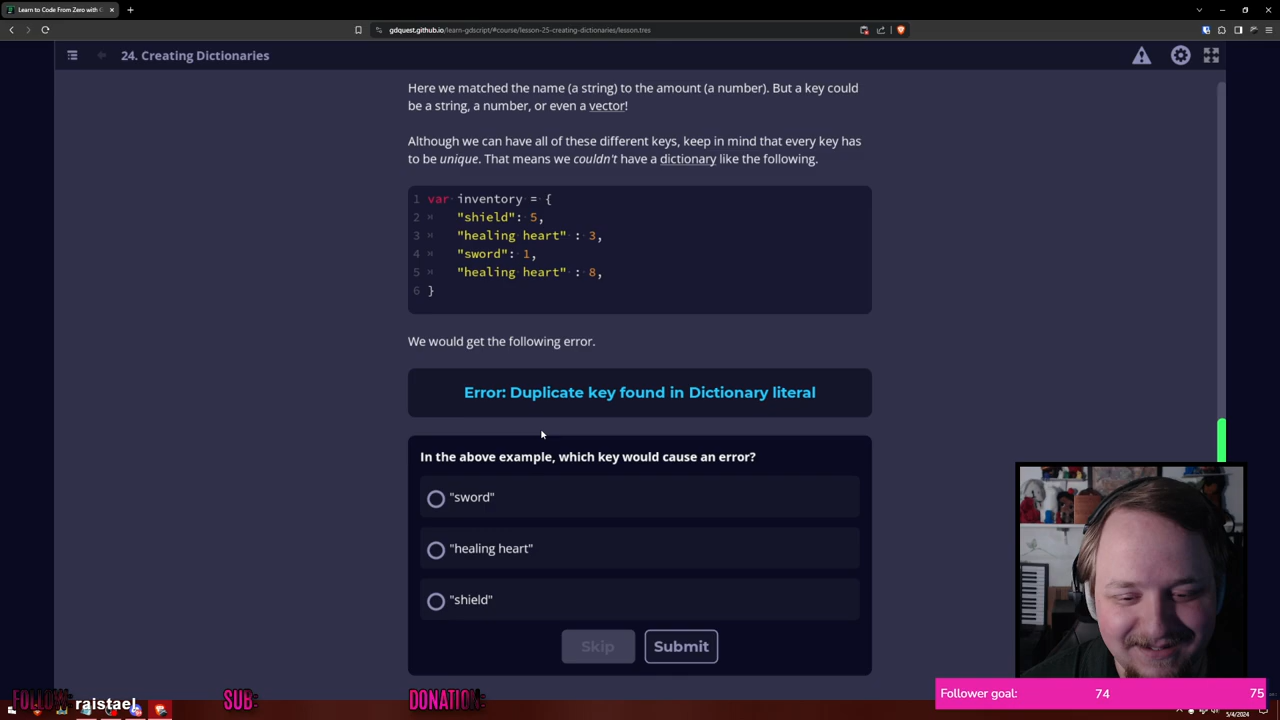 Learn to Code From Zero with
gdquest.github.io/learn-gdscript/#course/lesson-25-creating-dictionaries/lesson.tres
24. Creating Dictionaries
Here we matched the name (a string) to the amount (a number). But a key could
be a string, a number, or even a vector!
Although we can have all of these different keys, keep in mind that every key has
to be unique. That means we couldn't have a dictionary like the following.
1 var inventory = {
2 "shield": 5,
3 "healing heart" : 3,
4 "sword": 1,
5 "healing heart" : 8,
6 }
We would get the following error.
Error: Duplicate key found in Dictionary literal
In the above example, which key would cause an error?
"sword"
"healing heart"
"shield"
Skip Submit
Follower goal: 74 75
FOLLOW: raistael SUB: DONATION:
5/4/2024